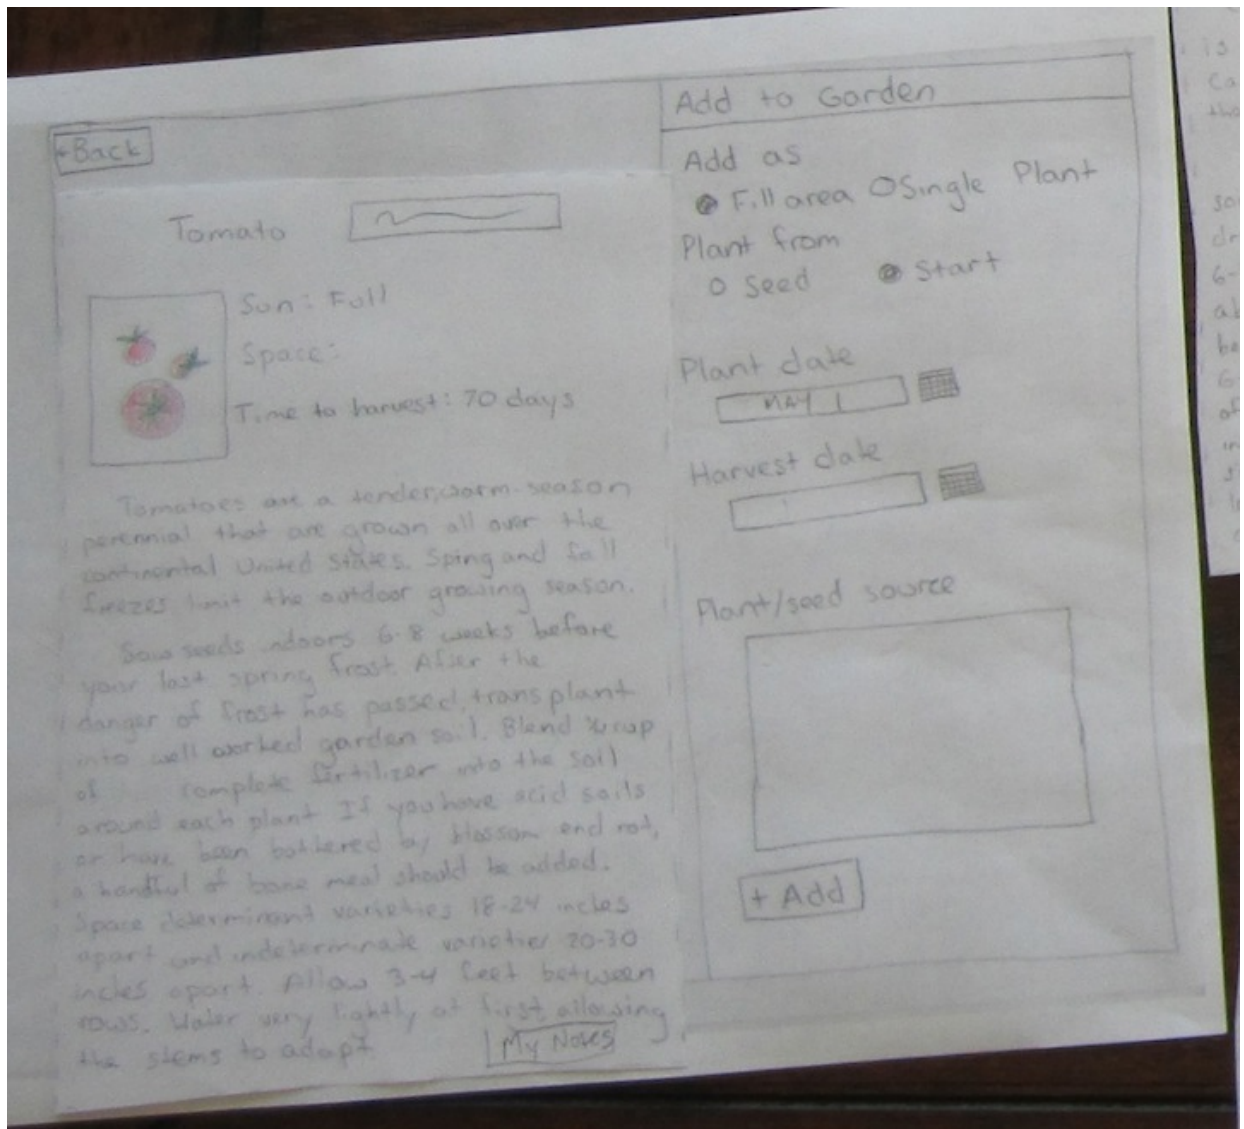 ←Back
Tomato
Sun: Full
Space:
Time to harvest: 70 days
Tomatoes are a tender, warm-season
perennial that are grown all over the
continental United States. Sping and fall
freezes limit the outdoor growing season.
Sow seeds indoors 6-8 weeks before
your last spring frost. After the
danger of frost has passed, transplant
into well worked garden soil. Blend cup
of complete fertilizer into the soil
around each plant If you have acid soils
or have been bothered by blossom end rot,
a handful of bone meal should be added.
Space determinant varieties 18-24 inches
apart and indeterminate varieties 20-30
inches apart. Allow 3-4 feet between
rows. Water very lightly at first allowing
the stems to adapt
My Notes
Add to Garden
Add as
Fill area Single Plant
Plant from
Seed Start
Plant date
MAY 1
Harvest date
Plant/seed source
+ Add
is